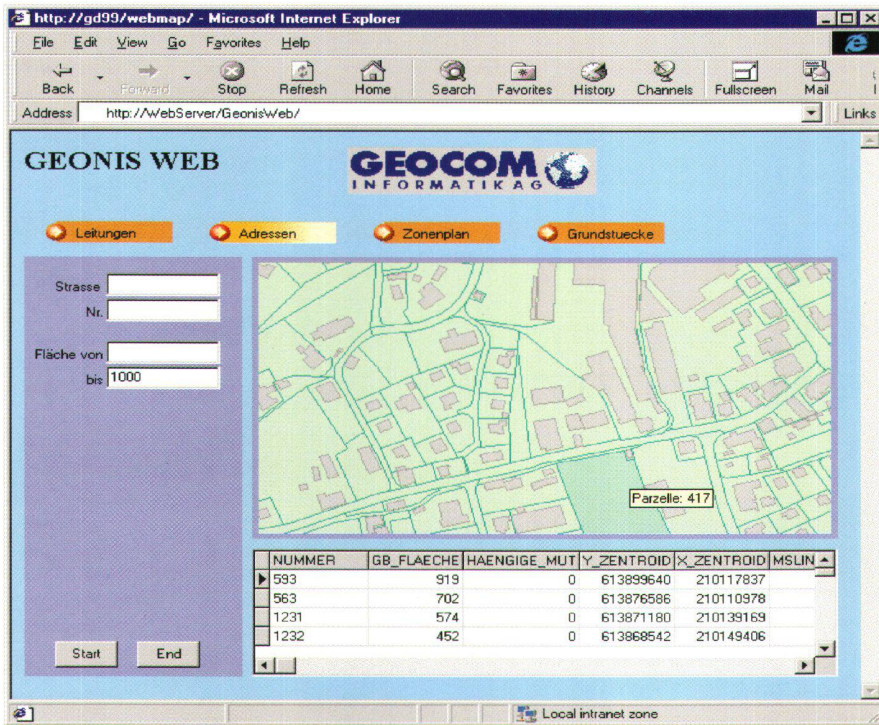 http://gd99/webmap/ - Microsoft Internet Explorer
File Edit View Go Favorites Help
Back Forward Stop Refresh Home Search Favorites History Channels Fullscreen Mail
Address http://WebServer/GeonisWeb/ Links
GEONIS WEB
GEOCOM
INFORMATIK AG
Leitungen Adressen Zonenplan Grundstuecke
Strasse
Nr.
Fläche von
bis 1000
Parzelle: 417
NUMMER GB_FLAECHE HAENGIGE_MUT Y_ZENTROID X_ZENTROID MSLIN
593 919 0 613899640 210117837
563 702 0 613876586 210110978
1231 574 0 613871180 210139169
1232 452 0 613868542 210149406
Start End
Local intranet zone